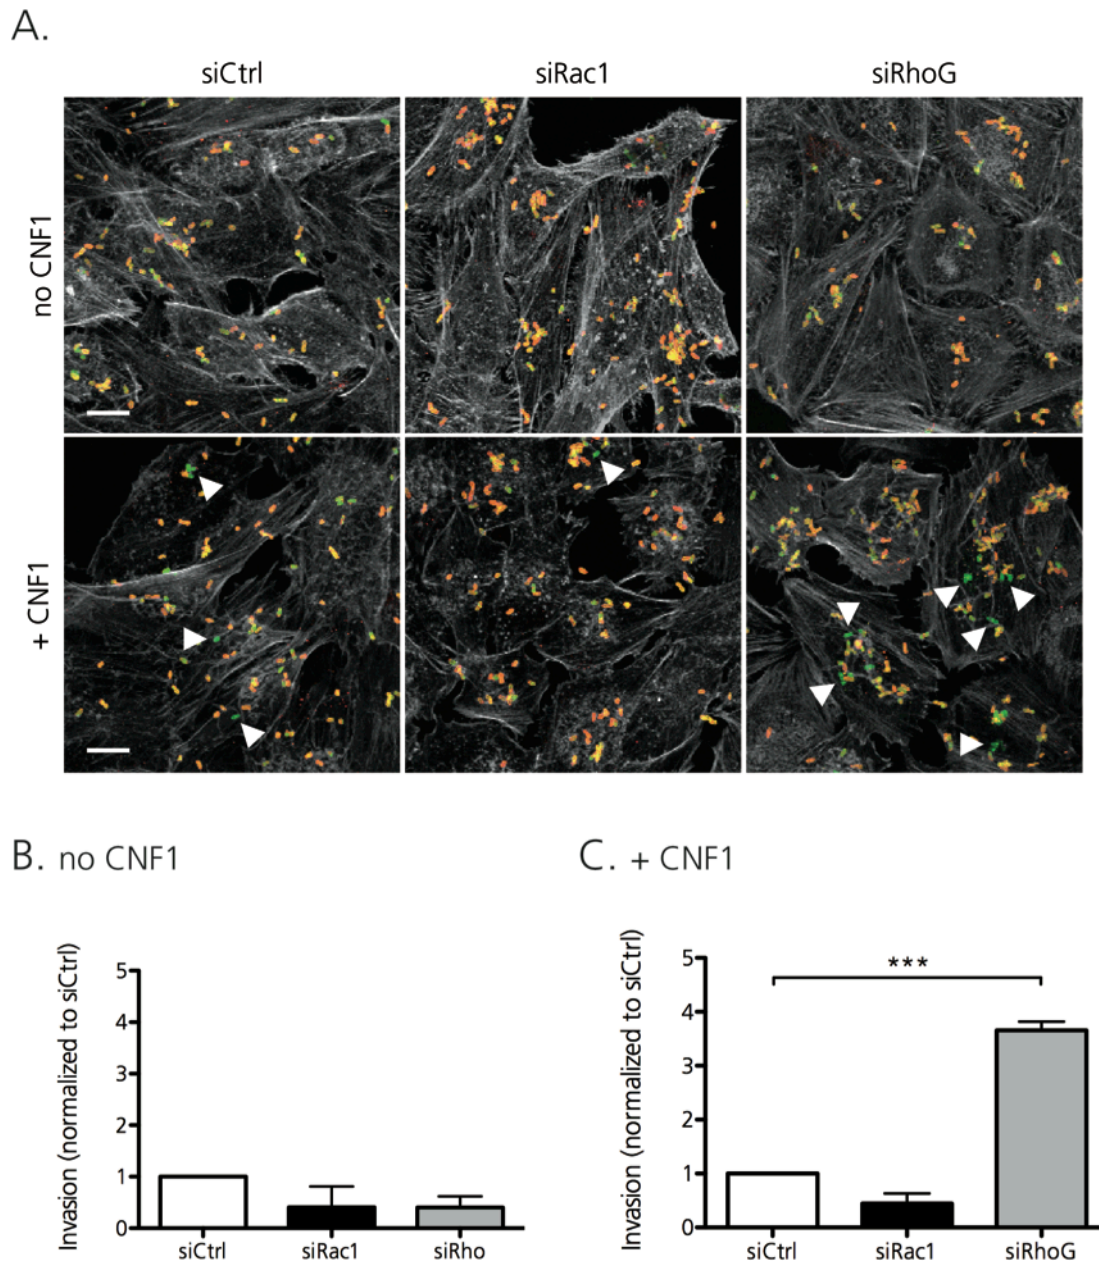 A.
siCtrl siRac1 siRhoG
no CNF1
+ CNF1
B. no CNF1
C. + CNF1
Invasion (normalized to siCtrl)
5
4
3
2
1
0
siCtrl siRac1 siRho
Invasion (normalized to siCtrl)
5
4
3
2
1
0
***
siCtrl siRac1 siRhoG